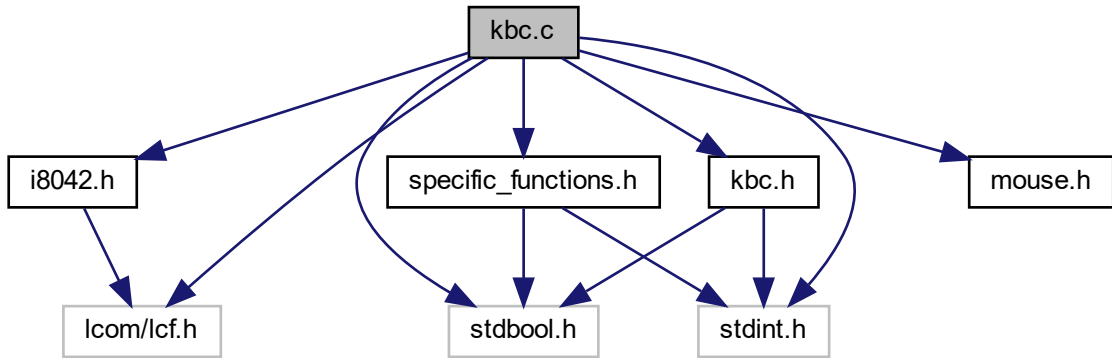 kbc.c
i8042.h
specific_functions.h
kbc.h
mouse.h
lcom/lcf.h
stdbool.h
stdint.h